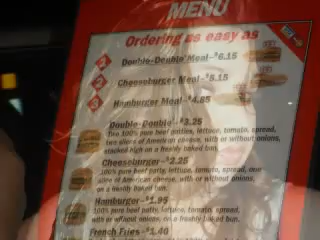 MENU
Ordering as easy as
1 Double-Double Meal-$6.15
2 Cheeseburger Meal-$5.15
3 Hamburger Meal-$4.65
Double-Double-$3.25
Two 100% pure beef patties, lettuce, tomato, spread,
two slices of American cheese, with or without onions,
stacked high on a freshly baked bun.
Cheeseburger-$2.25
100% pure beef patty, lettuce, tomato, spread, one
slice of American cheese, with or without onions,
on a freshly baked bun.
Hamburger-$1.95
100% pure beef patty, lettuce, tomato, spread,
with or without onions, on a freshly baked bun.
French Fries-$1.40